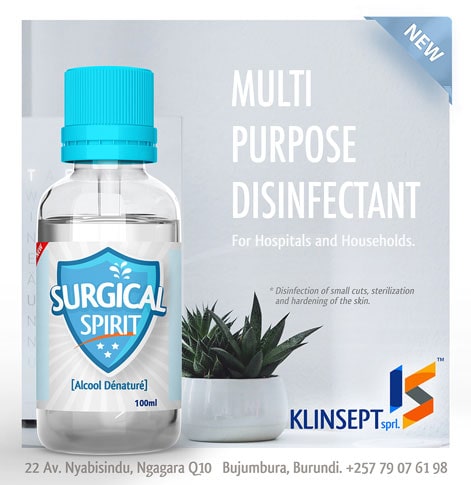 NEW
MULTI
PURPOSE
DISINFECTANT
For Hospitals and Households.
* Disinfection of small cuts, sterilization
and hardening of the skin.
SURGICAL
SPIRIT
[Alcool Dénaturé]
100ml
KLINSEPT sprl.
TM
22 Av. Nyabisindu, Ngagara Q10 Bujumbura, Burundi. +257 79 07 61 98